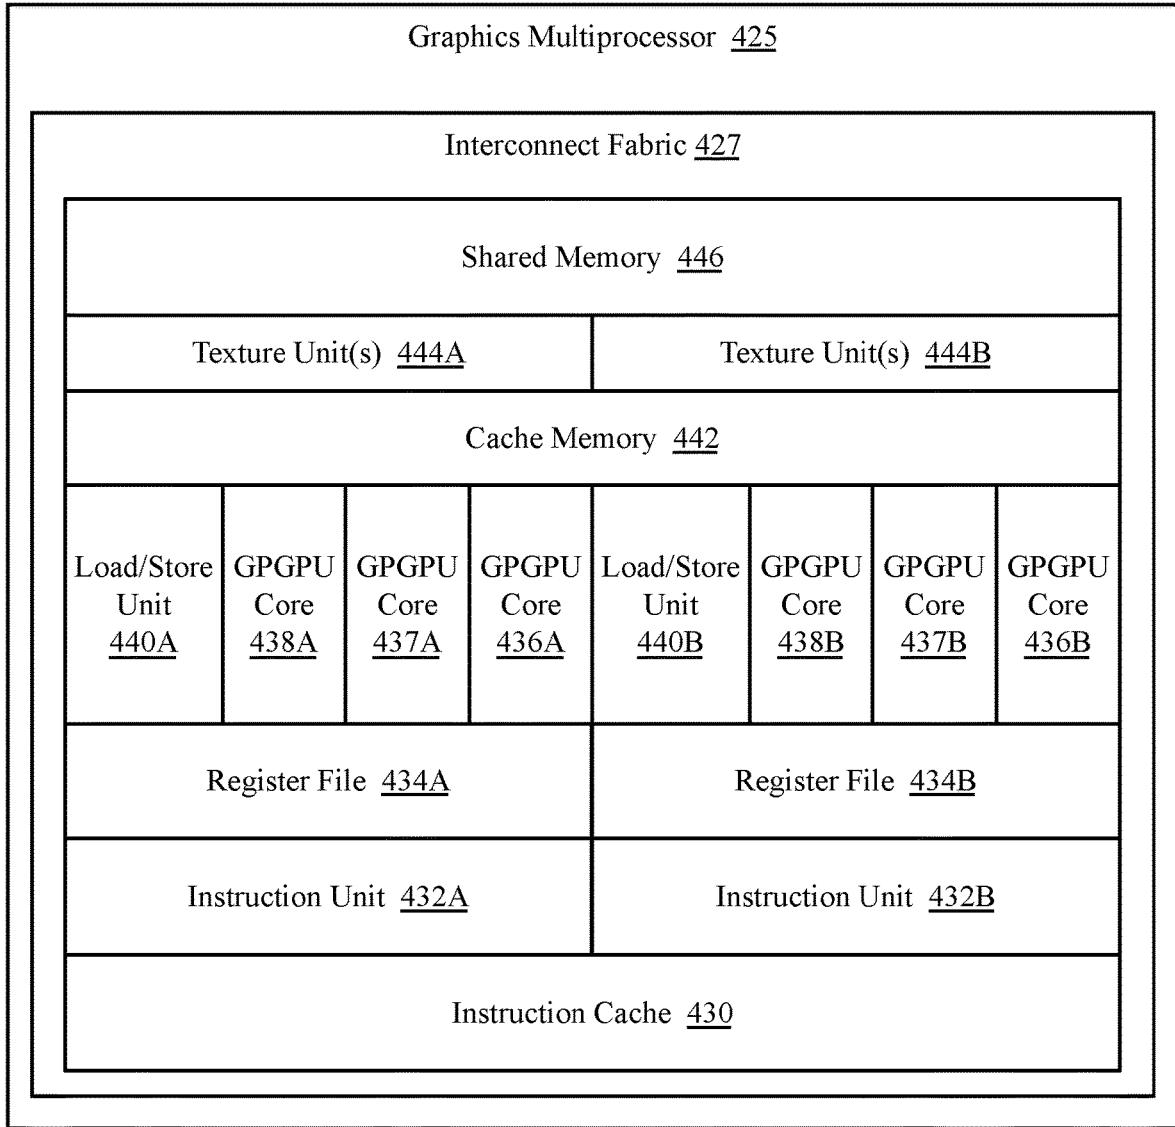 Graphics Multiprocessor 425
Interconnect Fabric 427
Shared Memory 446
Texture Unit(s) 444A
Texture Unit(s) 444B
Cache Memory 442
Load/Store
Unit
440A
GPGPU
Core
438A
GPGPU
Core
437A
GPGPU
Core
436A
Load/Store
Unit
440B
GPGPU
Core
438B
GPGPU
Core
437B
GPGPU
Core
436B
Register File 434A
Register File 434B
Instruction Unit 432A
Instruction Unit 432B
Instruction Cache 430